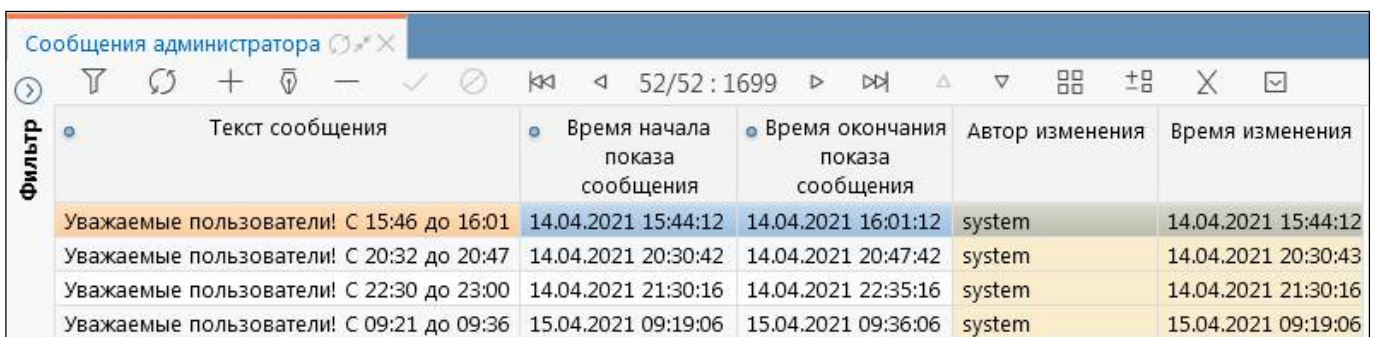 Сообщения администратора
52/52 : 1699
Фильтр
Текст сообщения
Время начала показа сообщения
Время окончания показа сообщения
Автор изменения
Время изменения
Уважаемые пользователи! С 15:46 до 16:01 14.04.2021 15:44:12 14.04.2021 16:01:12 system 14.04.2021 15:44:12
Уважаемые пользователи! С 20:32 до 20:47 14.04.2021 20:30:42 14.04.2021 20:47:42 system 14.04.2021 20:30:43
Уважаемые пользователи! С 22:30 до 23:00 14.04.2021 21:30:16 14.04.2021 22:35:16 system 14.04.2021 21:30:16
Уважаемые пользователи! С 09:21 до 09:36 15.04.2021 09:19:06 15.04.2021 09:36:06 system 15.04.2021 09:19:06